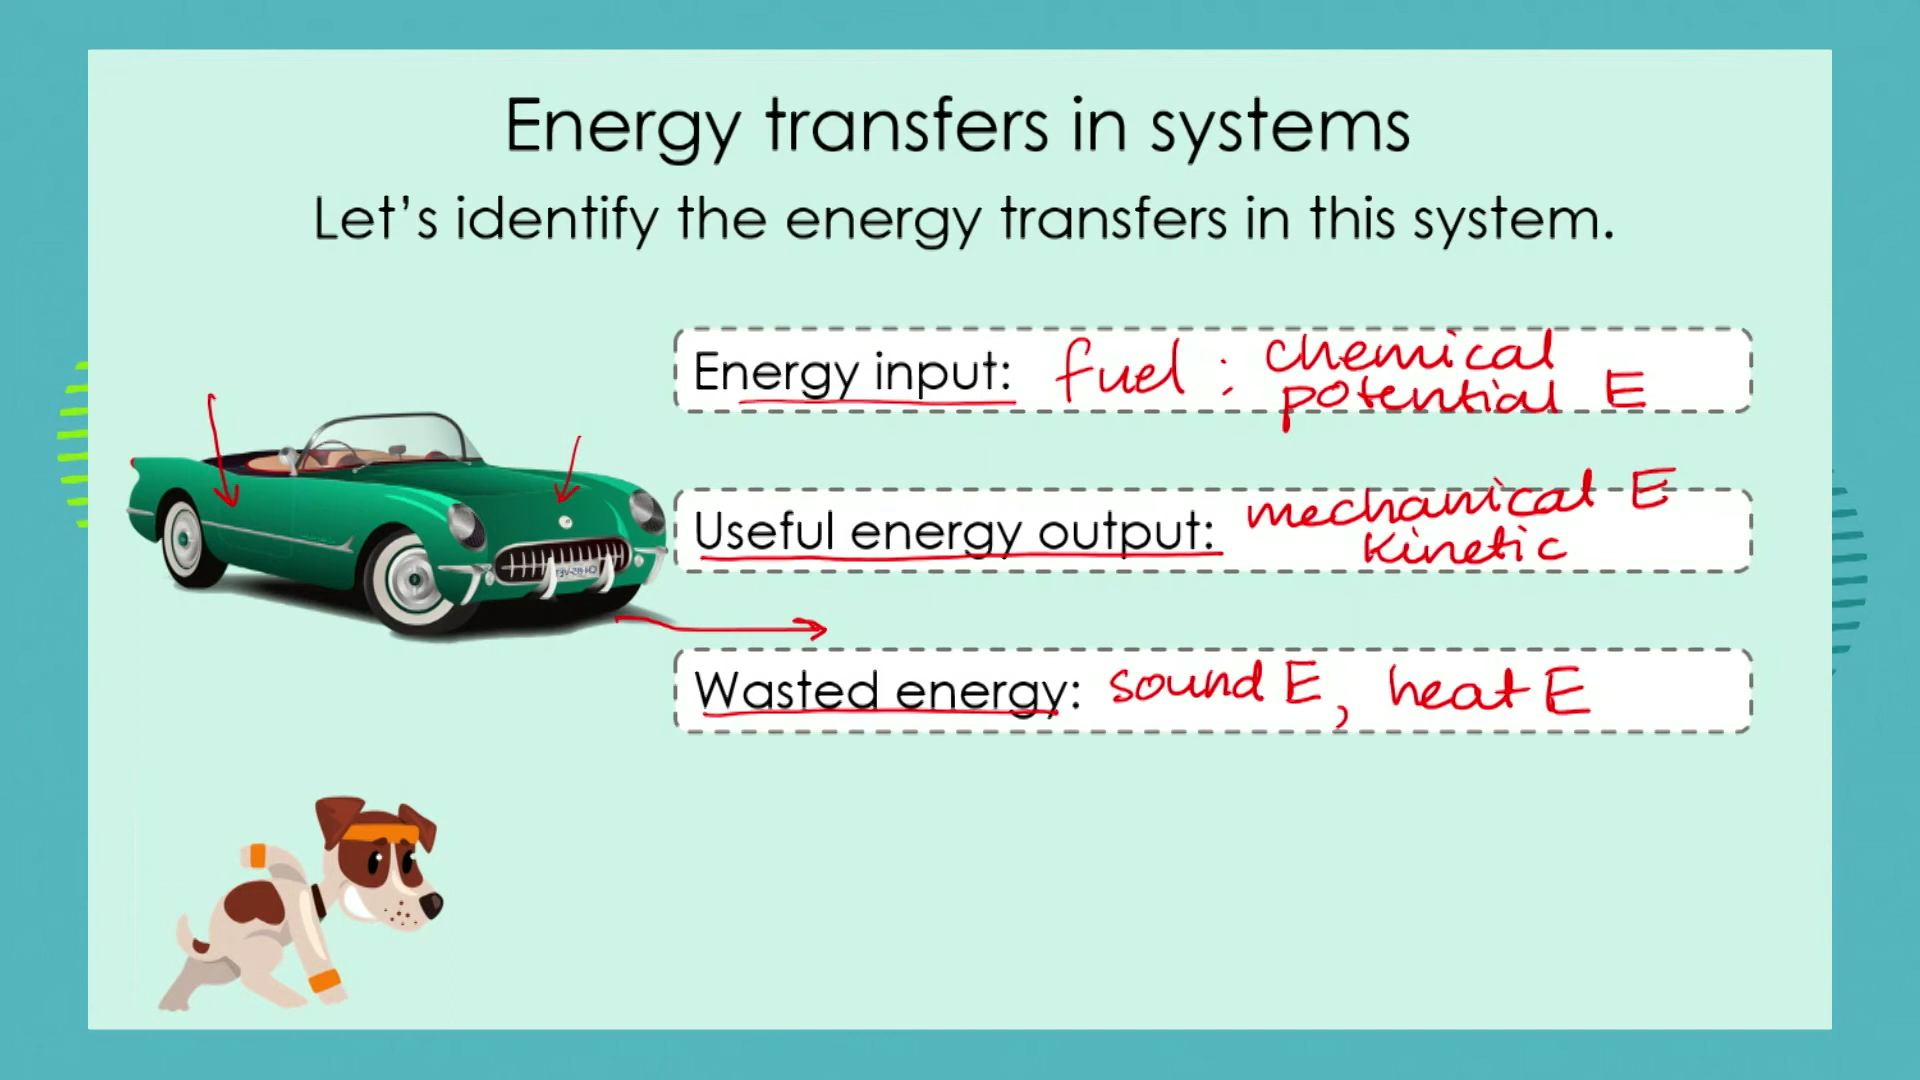 Energy transfers in systems
Let's identify the energy transfers in this system.
Energy input: fuel : chemical
potential E
Useful energy output: mechanical E
kinetic
Wasted energy: sound E, heat E